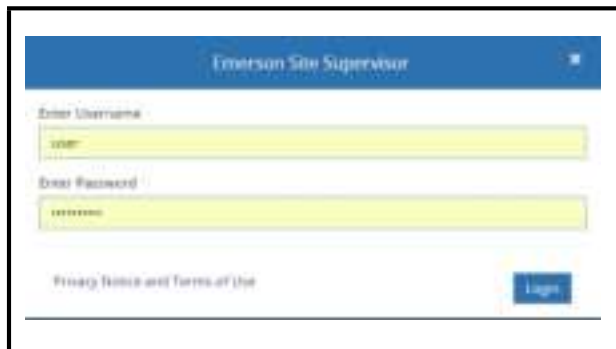 Emerson Site Supervisor
Enter Username
user
Enter Password
Privacy Notice and Terms of Use
Login